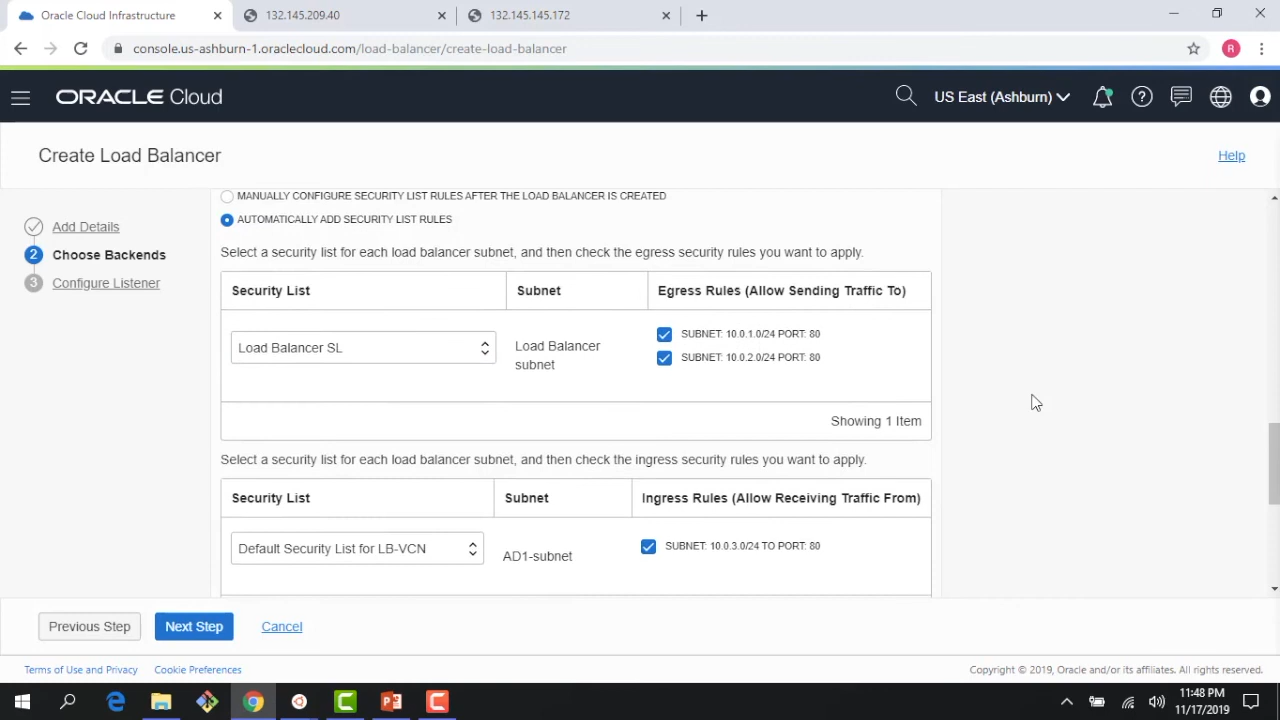 Oracle Cloud Infrastructure
132.145.209.40
132.145.145.172
console.us-ashburn-1.oraclecloud.com/load-balancer/create-load-balancer
R
ORACLE Cloud
US East (Ashburn)
Create Load Balancer
Help
Add Details
2 Choose Backends
3 Configure Listener
MANUALLY CONFIGURE SECURITY LIST RULES AFTER THE LOAD BALANCER IS CREATED
AUTOMATICALLY ADD SECURITY LIST RULES
Select a security list for each load balancer subnet, and then check the egress security rules you want to apply.
Security List Subnet Egress Rules (Allow Sending Traffic To)
Load Balancer SL
Load Balancer
subnet
SUBNET: 10.0.1.0/24 PORT: 80
SUBNET: 10.0.2.0/24 PORT: 80
Showing 1 Item
Select a security list for each load balancer subnet, and then check the ingress security rules you want to apply.
Security List Subnet Ingress Rules (Allow Receiving Traffic From)
Default Security List for LB-VCN
AD1-subnet
SUBNET: 10.0.3.0/24 TO PORT: 80
Previous Step
Next Step
Cancel
Terms of Use and Privacy
Cookie Preferences
Copyright © 2019, Oracle and/or its affiliates. All rights reserved.
11:48 PM
11/17/2019